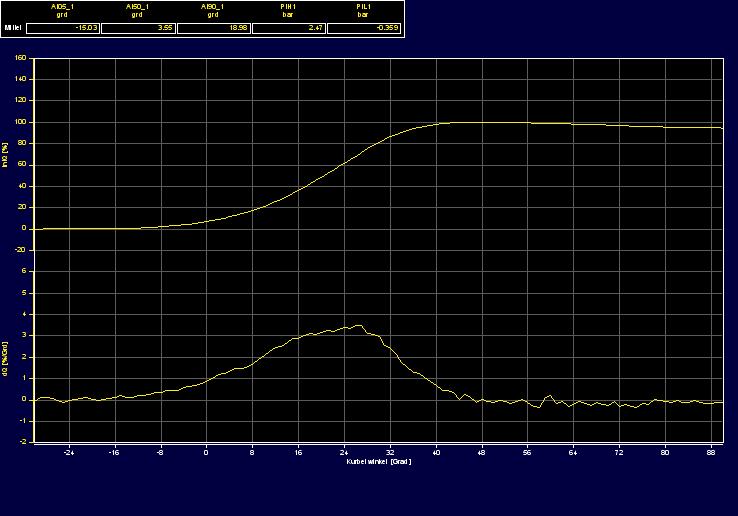 AI05_1 AI50_1 AI90_1 PIH1 PIL1
grd grd grd bar bar
Mittel -15.03 3.55 18.98 2.47 -0.359
160
140
120
100
80
60
40
20
0
-20
IntQ [%]
6
5
4
3
2
1
0
-1
-2
dQ [%/Grd]
-24 -16 -8 0 8 16 24 32 40 48 56 64 72 80 88
Kurbelwinkel [Grad]